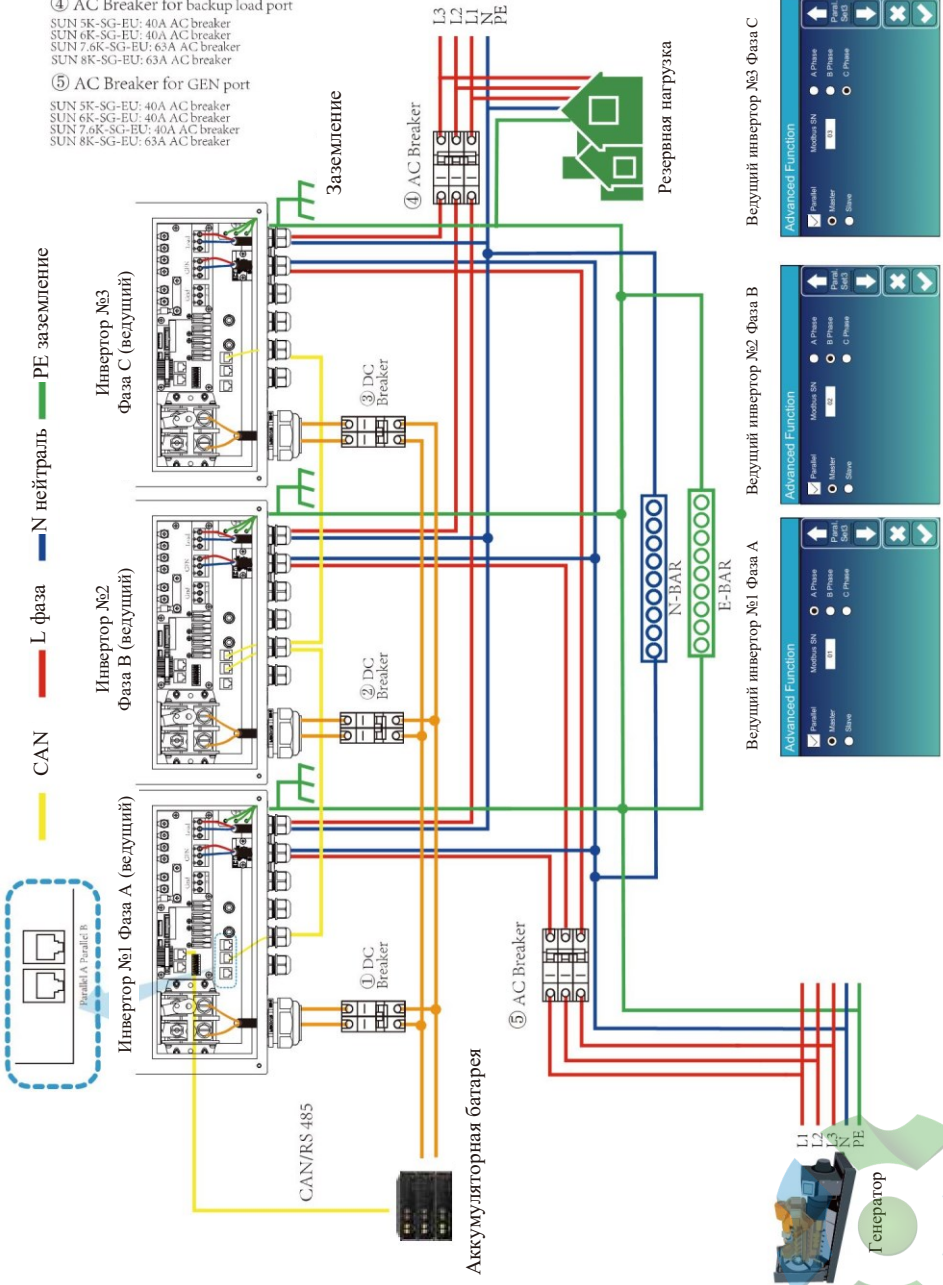 ④ AC Breaker for backup load port
SUN 5K-SG-EU: 40A AC breaker
SUN 6K-SG-EU: 40A AC breaker
SUN 7.6K-SG-EU: 63A AC breaker
SUN 8K-SG-EU: 63A AC breaker
⑤ AC Breaker for GEN port
SUN 5K-SG-EU: 40A AC breaker
SUN 6K-SG-EU: 40A AC breaker
SUN 7.6K-SG-EU: 40A AC breaker
SUN 8K-SG-EU: 63A AC breaker
CAN
L фаза
N нейтраль
PE заземление
Parallel A Parallel B
Инвертор №1 Фаза A (ведущий)
Инвертор №2
Фаза B (ведущий)
Инвертор №3
Фаза C (ведущий)
Grid
GEN
Load
Grid
GEN
Load
Grid
GEN
Load
Заземление
CAN/RS 485
① DC
Breaker
② DC
Breaker
③ DC
Breaker
④ AC Breaker
L3
L2
L1
N
PE
Резервная нагрузка
Аккумуляторная батарея
⑤ AC Breaker
N-BAR
E-BAR
L1
L2
L3
N
PE
Генератор
Ведущий инвертор №1 Фаза A
Advanced Function
Parallel
Master
Slave
Modbus SN
01
A Phase
B Phase
C Phase
Paral.
Set3
Ведущий инвертор №2 Фаза B
Advanced Function
Parallel
Master
Slave
Modbus SN
02
A Phase
B Phase
C Phase
Paral.
Set3
Ведущий инвертор №3 Фаза C
Advanced Function
Parallel
Master
Slave
Modbus SN
03
A Phase
B Phase
C Phase
Paral.
Set3